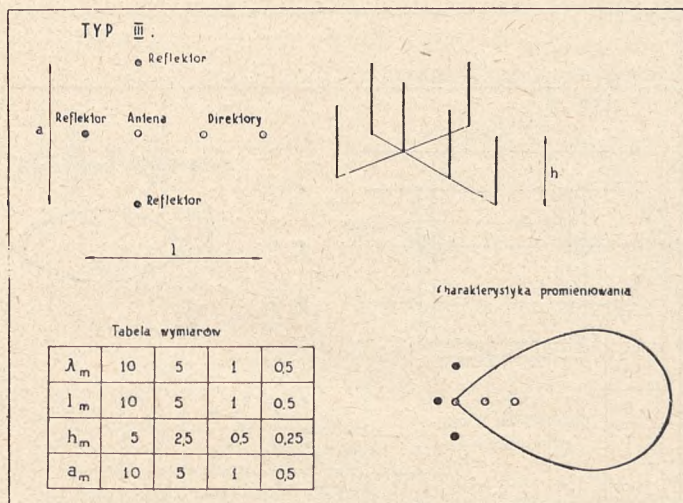 TYP III.
Reflektor
Reflektor Antena Direktory
a
Reflektor
l
h
Charakterystyka promieniowania
Tabela wymiarów
λm 10 5 1 0,5
lm 10 5 1 0.5
hm 5 2,5 0,5 0,25
am 10 5 1 0,5